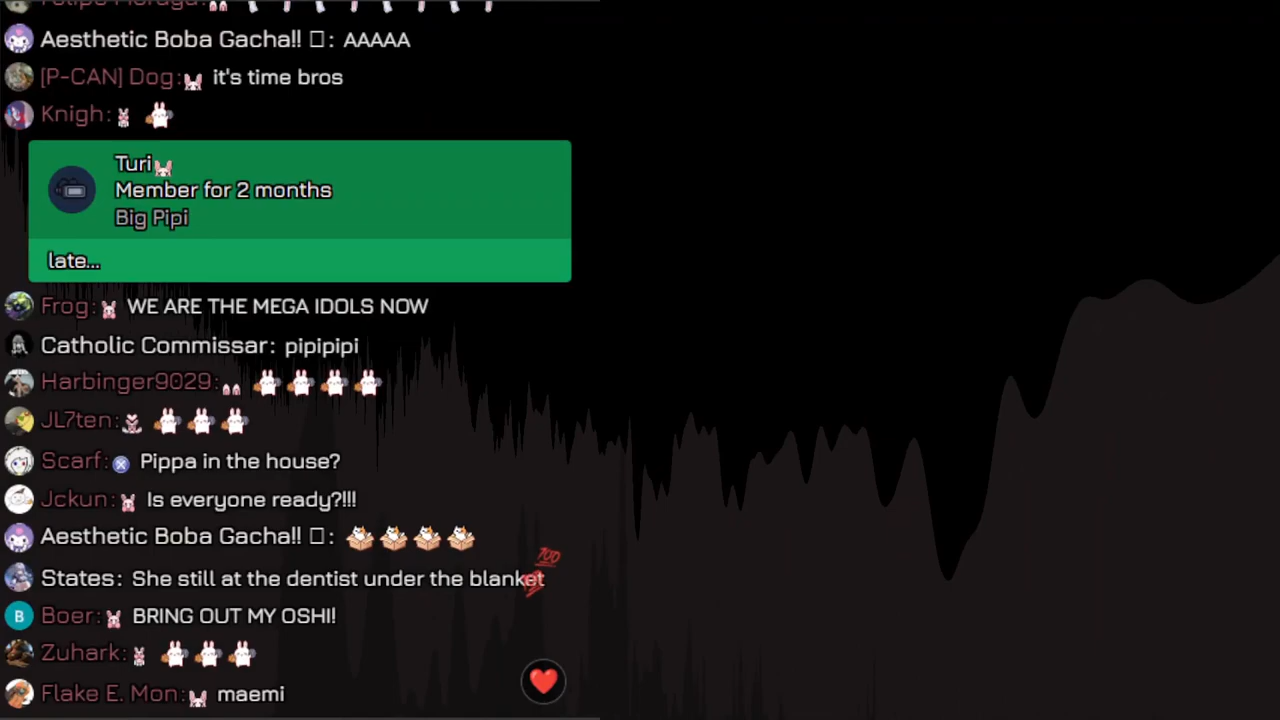 Aesthetic Boba Gacha!! : AAAAA
[P-CAN] Dog: it's time bros
Knigh:
Turi
Member for 2 months
Big Pipi
late...
Frog: WE ARE THE MEGA IDOLS NOW
Catholic Commissar: pipipipi
Harbinger9029:
JL7ten:
Scarf: Pippa in the house?
Jckun: Is everyone ready?!!!
Aesthetic Boba Gacha!! :
States: She still at the dentist under the blanket
100
B
Boer: BRING OUT MY OSHI!
Zuhark:
Flake E. Mon: maemi